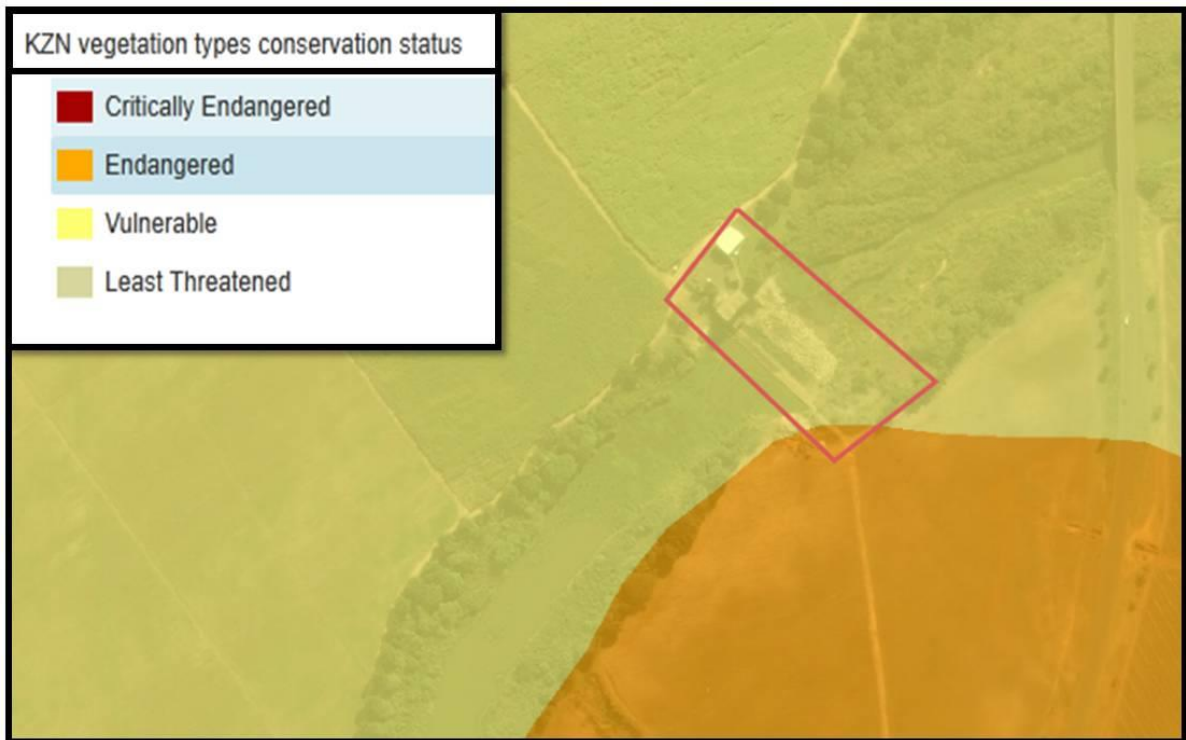 KZN vegetation types conservation status
Critically Endangered
Endangered
Vulnerable
Least Threatened